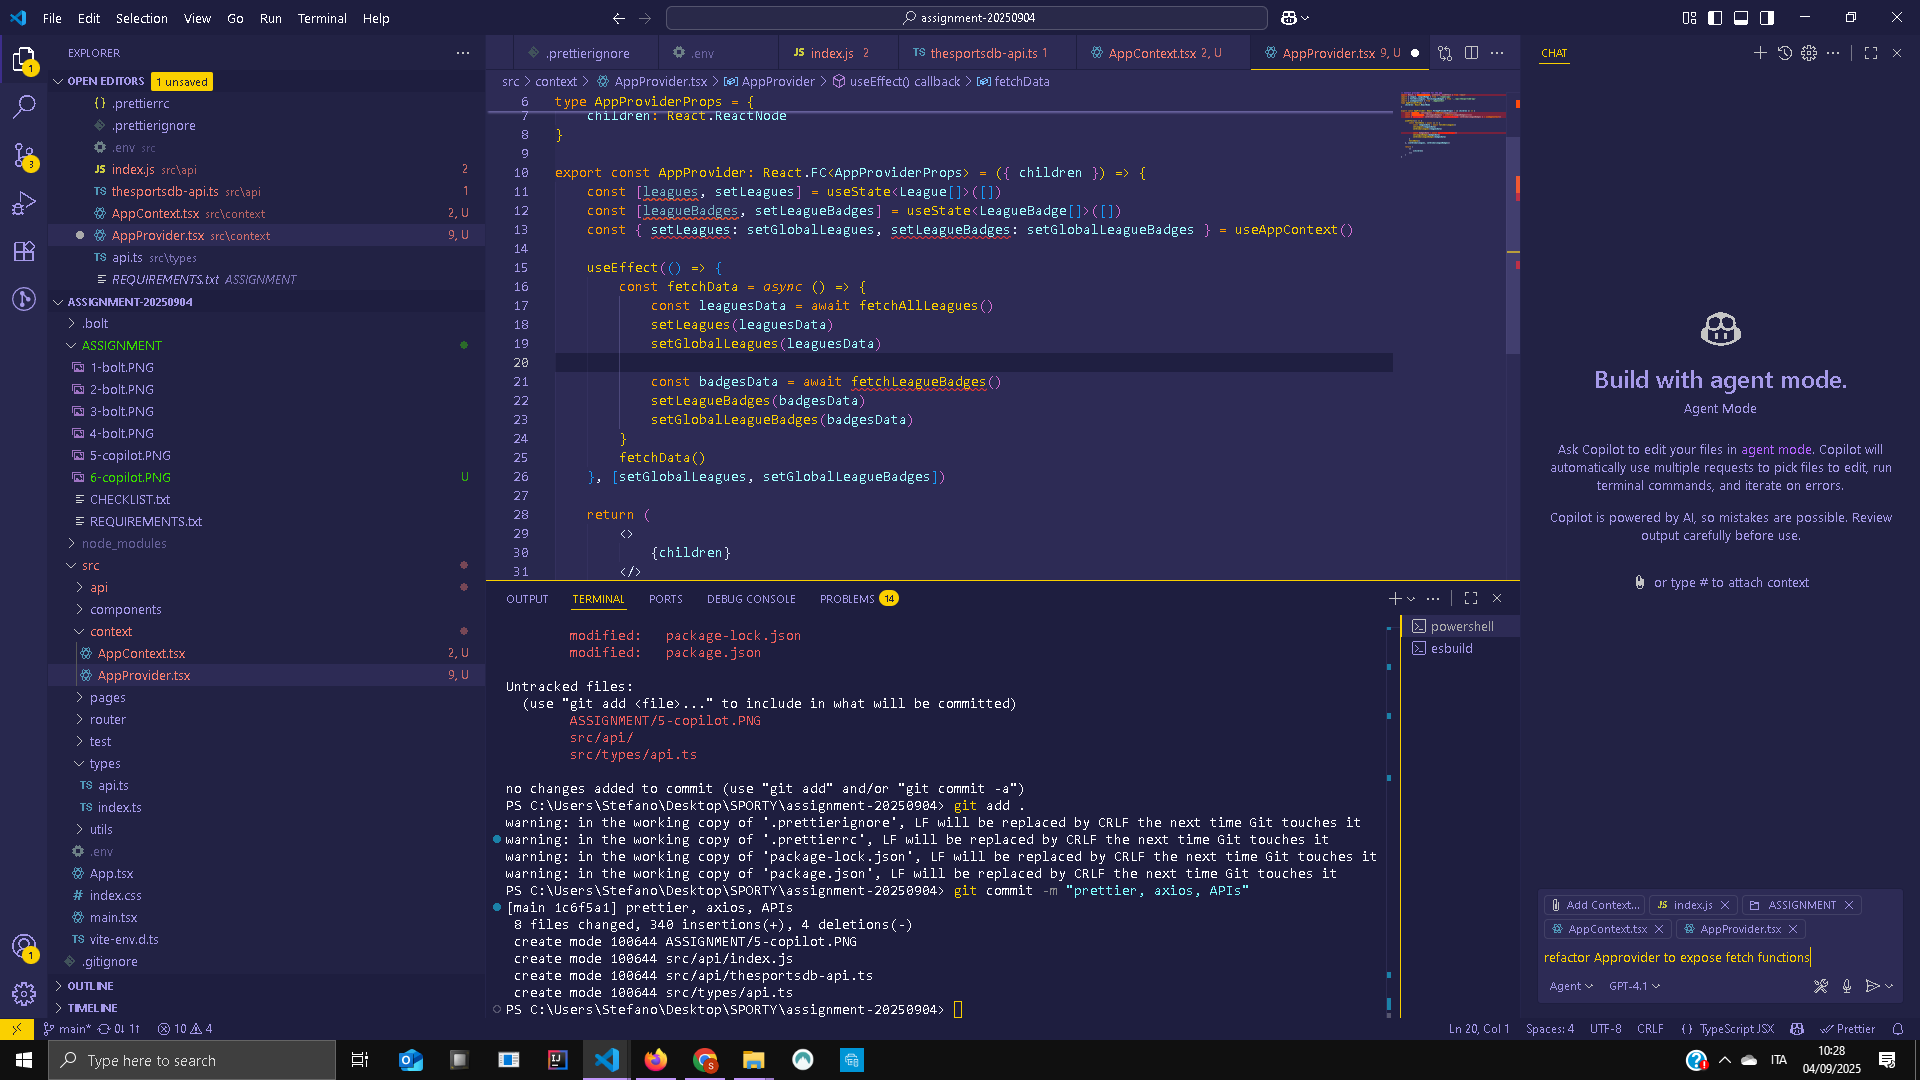 File Edit Selection View Go Run Terminal Help
assignment-20250904
EXPLORER
OPEN EDITORS 1 unsaved
{} .prettierrc
.prettierignore
.env src
JS index.js src\api 2
TS thesportsdb-api.ts src\api 1
AppContext.tsx src\context 2, U
AppProvider.tsx src\context 9, U
TS api.ts src\types
REQUIREMENTS.txt ASSIGNMENT
ASSIGNMENT-20250904
.bolt
ASSIGNMENT
1-bolt.PNG
2-bolt.PNG
3-bolt.PNG
4-bolt.PNG
5-copilot.PNG
6-copilot.PNG U
CHECKLIST.txt
REQUIREMENTS.txt
node_modules
src
api
components
context
AppContext.tsx 2, U
AppProvider.tsx 9, U
pages
router
test
types
TS api.ts
TS index.ts
utils
.env
App.tsx
# index.css
main.tsx
TS vite-env.d.ts
.gitignore
OUTLINE
TIMELINE
1
3
1
.prettierignore .env JS index.js 2 TS thesportsdb-api.ts 1 AppContext.tsx 2, U AppProvider.tsx 9, U
src > context > AppProvider.tsx > AppProvider > useEffect() callback > fetchData
6 type AppProviderProps = {
7 children: React.ReactNode
8 }
9
10 export const AppProvider: React.FC<AppProviderProps> = ({ children }) => {
11 const [leagues, setLeagues] = useState<League[]>([])
12 const [leagueBadges, setLeagueBadges] = useState<LeagueBadge[]>([])
13 const { setLeagues: setGlobalLeagues, setLeagueBadges: setGlobalLeagueBadges } = useAppContext()
14
15 useEffect(() => {
16 const fetchData = async () => {
17 const leaguesData = await fetchAllLeagues()
18 setLeagues(leaguesData)
19 setGlobalLeagues(leaguesData)
20
21 const badgesData = await fetchLeagueBadges()
22 setLeagueBadges(badgesData)
23 setGlobalLeagueBadges(badgesData)
24 }
25 fetchData()
26 }, [setGlobalLeagues, setGlobalLeagueBadges])
27
28 return (
29 <>
30 {children}
31 </>
OUTPUT TERMINAL PORTS DEBUG CONSOLE PROBLEMS 14
powershell
esbuild
modified: package-lock.json
modified: package.json
Untracked files:
(use "git add <file>..." to include in what will be committed)
ASSIGNMENT/5-copilot.PNG
src/api/
src/types/api.ts
no changes added to commit (use "git add" and/or "git commit -a")
PS C:\Users\Stefano\Desktop\SPORTY\assignment-20250904> git add .
warning: in the working copy of '.prettierignore', LF will be replaced by CRLF the next time Git touches it
warning: in the working copy of '.prettierrc', LF will be replaced by CRLF the next time Git touches it
warning: in the working copy of 'package-lock.json', LF will be replaced by CRLF the next time Git touches it
warning: in the working copy of 'package.json', LF will be replaced by CRLF the next time Git touches it
PS C:\Users\Stefano\Desktop\SPORTY\assignment-20250904> git commit -m "prettier, axios, APIs"
[main 1c6f5a1] prettier, axios, APIs
8 files changed, 340 insertions(+), 4 deletions(-)
create mode 100644 ASSIGNMENT/5-copilot.PNG
create mode 100644 src/api/index.js
create mode 100644 src/api/thesportsdb-api.ts
create mode 100644 src/types/api.ts
PS C:\Users\Stefano\Desktop\SPORTY\assignment-20250904>
CHAT
Build with agent mode.
Agent Mode
Ask Copilot to edit your files in agent mode. Copilot will
automatically use multiple requests to pick files to edit, run
terminal commands, and iterate on errors.
Copilot is powered by AI, so mistakes are possible. Review
output carefully before use.
or type # to attach context
Add Context... JS index.js ASSIGNMENT
AppContext.tsx AppProvider.tsx
refactor Approvider to expose fetch functions
Agent GPT-4.1
main* 0↓ 1↑ 10 4
Ln 20, Col 1 Spaces: 4 UTF-8 CRLF {} TypeScript JSX Prettier
Type here to search
ITA
10:28
04/09/2025